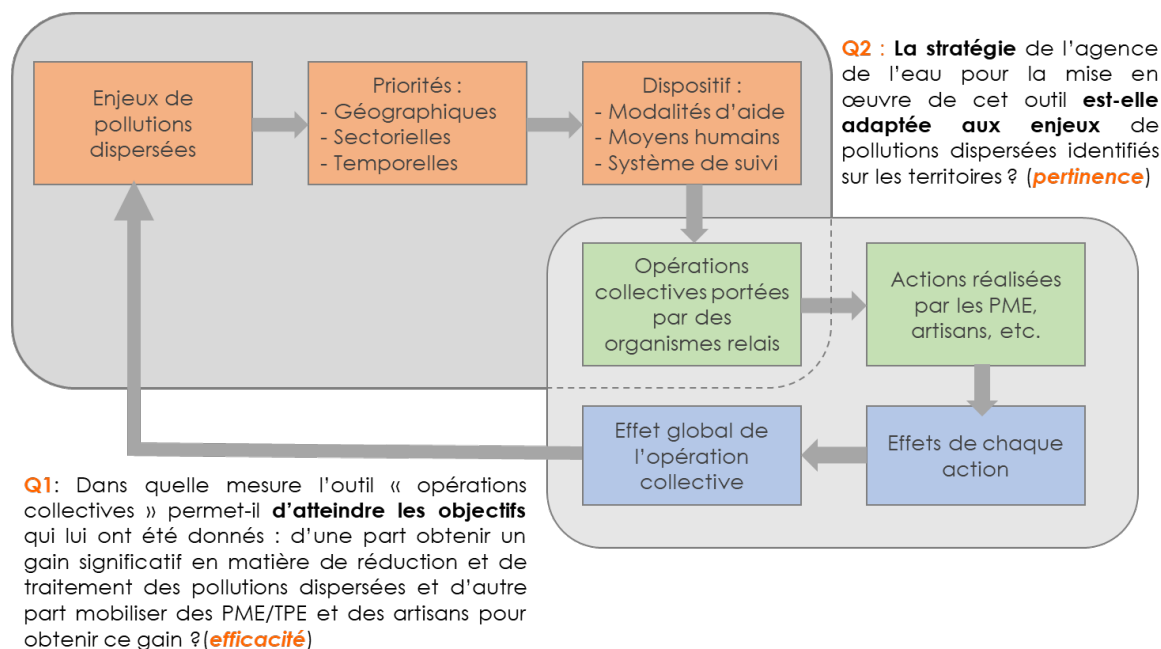 Enjeux de
pollutions
dispersées
Priorités :
- Géographiques
- Sectorielles
- Temporelles
Dispositif :
- Modalités d’aide
- Moyens humains
- Système de suivi
Q2 : La stratégie de l’agence
de l’eau pour la mise en
œuvre de cet outil est-elle
adaptée aux enjeux de
pollutions dispersées identifiés
sur les territoires ? (pertinence)
Opérations
collectives portées
par des
organismes relais
Actions réalisées
par les PME,
artisans, etc.
Effet global de
l’opération
collective
Effets de chaque
action
Q1: Dans quelle mesure l’outil « opérations
collectives » permet-il d’atteindre les objectifs
qui lui ont été donnés : d’une part obtenir un
gain significatif en matière de réduction et de
traitement des pollutions dispersées et d’autre
part mobiliser des PME/TPE et des artisans pour
obtenir ce gain ?(efficacité)